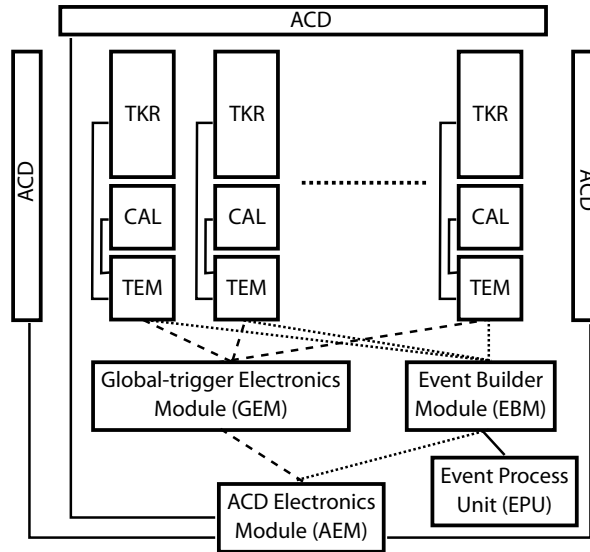 ACD
ACD
TKR
TKR
TKR
ACD
CAL
CAL
CAL
TEM
TEM
TEM
Global-trigger Electronics
Module (GEM)
Event Builder
Module (EBM)
Event Process
Unit (EPU)
ACD Electronics
Module (AEM)